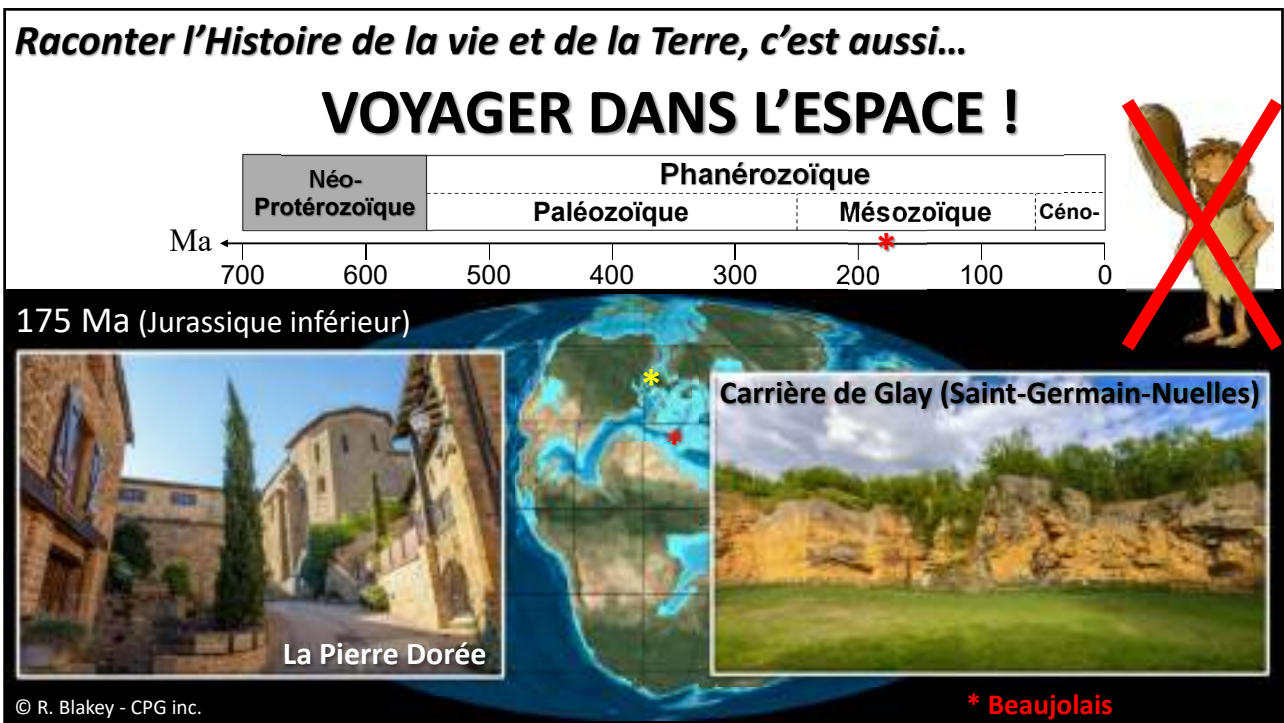 Raconter l’Histoire de la vie et de la Terre, c’est aussi…
VOYAGER DANS L’ESPACE !
Néo-
Protérozoïque
Phanérozoïque
Paléozoïque
Mésozoïque
Céno-
Ma
*
700 600 500 400 300 200 100 0
175 Ma (Jurassique inférieur)
*
*
Carrière de Glay (Saint-Germain-Nuelles)
La Pierre Dorée
© R. Blakey - CPG inc.
* Beaujolais